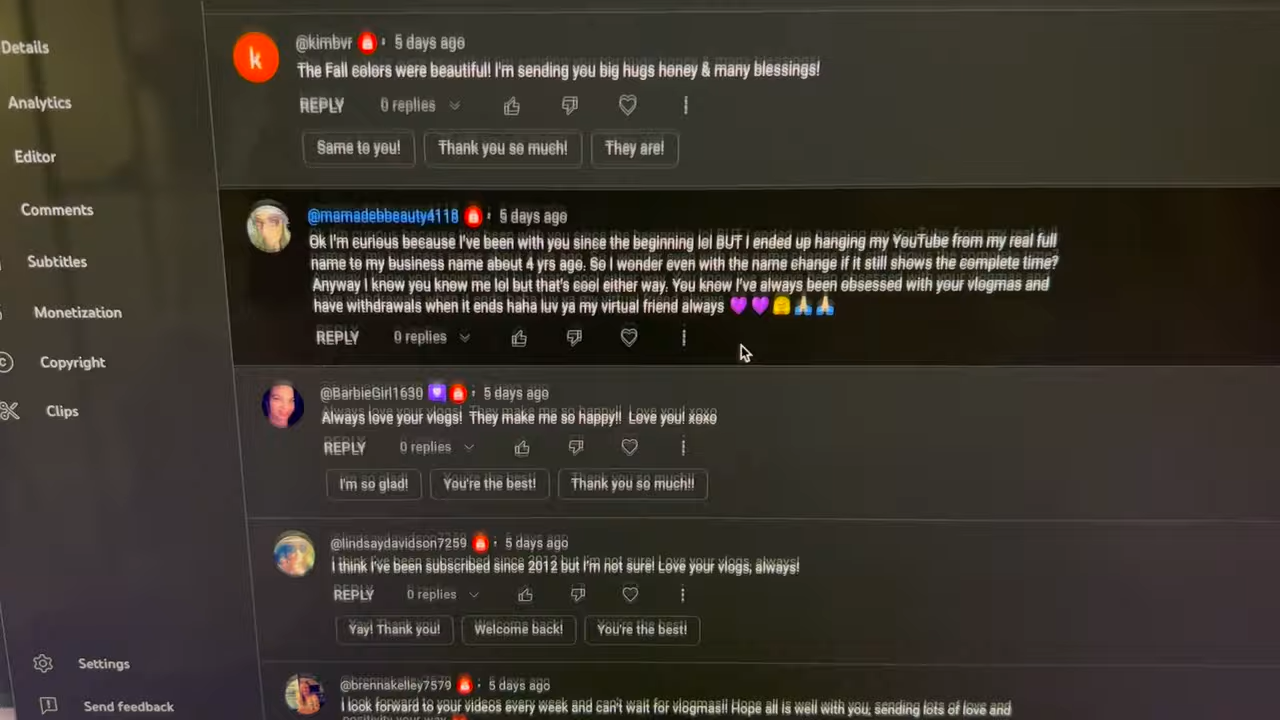 Details
Analytics
Editor
Comments
Subtitles
Monetization
Copyright
Clips
Settings
Send feedback
k
@kimbvr • 5 days ago
The Fall colors were beautiful! I'm sending you big hugs honey & many blessings!
REPLY 0 replies
Same to you! Thank you so much! They are!
@mamadebbeauty4118 • 5 days ago
Ok I'm curious because I've been with you since the beginning lol BUT I ended up hanging my YouTube from my real full
name to my business name about 4 yrs ago. So I wonder even with the name change if it still shows the complete time?
Anyway I know you know me lol but that's cool either way. You know I've always been obsessed with your vlogmas and
have withdrawals when it ends haha luv ya my virtual friend always 💜 💜 🤗 🙏 🙏
REPLY 0 replies
@BarbieGirl1630 • 5 days ago
Always love your vlogs! They make me so happy!! Love you! xoxo
REPLY 0 replies
I'm so glad! You're the best! Thank you so much!!
@lindsaydavidson7259 • 5 days ago
I think I've been subscribed since 2012 but I'm not sure! Love your vlogs, always!
REPLY 0 replies
Yay! Thank you! Welcome back! You're the best!
@brennakelley7579 • 5 days ago
I look forward to your videos every week and can't wait for vlogmas!! Hope all is well with you, sending lots of love and
positivity your way